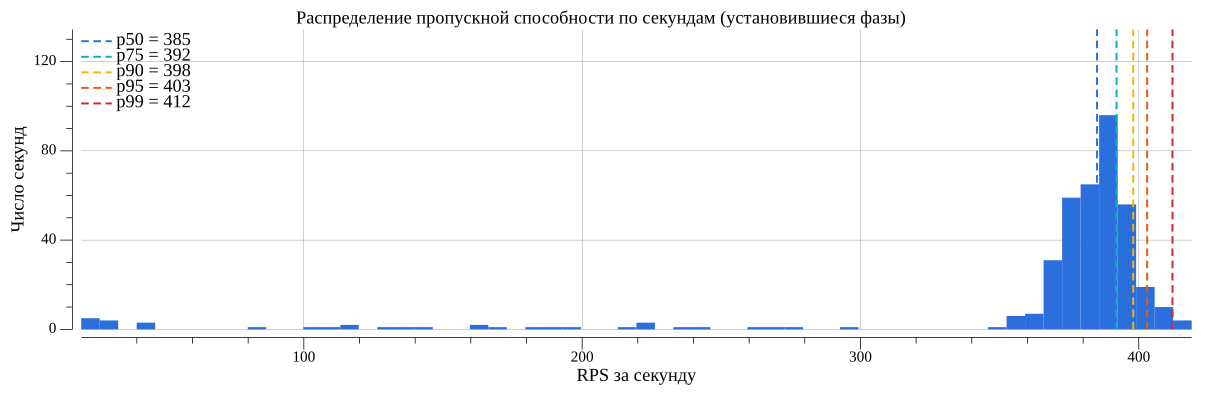 Распределение пропускной способности по секундам (установившиеся фазы)
p50 = 385
p75 = 392
p90 = 398
p95 = 403
p99 = 412
Число секунд
120
80
40
0
100
200
300
400
RPS за секунду